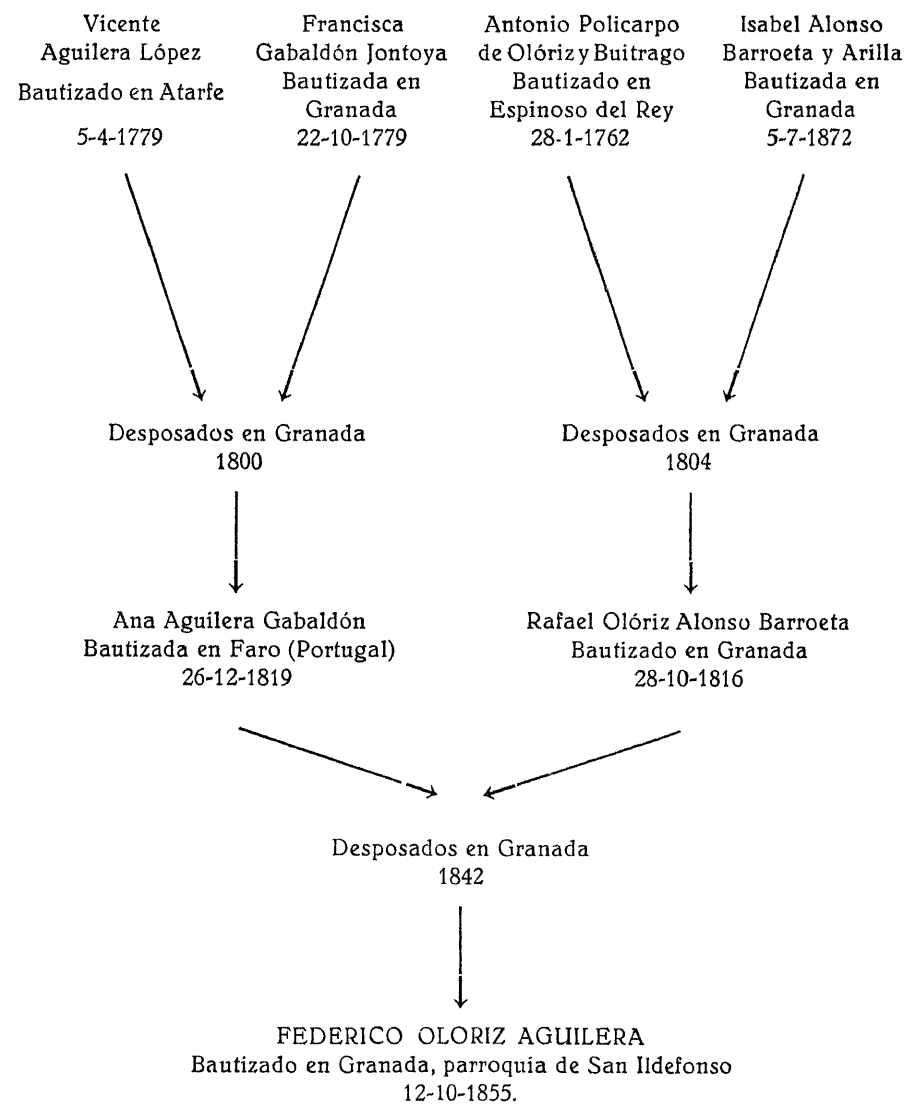 Vicente
Aguilera López
Bautizado en Atarfe
5-4-1779
Francisca
Gabaldón Jontoya
Bautizada en
Granada
22-10-1779
Antonio Policarpo
de Olóriz y Buitrago
Bautizado en
Espinoso del Rey
28-1-1762
Isabel Alonso
Barroeta y Arilla
Bautizada en
Granada
5-7-1872
Desposados en Granada
1800
Desposados en Granada
1804
Ana Aguilera Gabaldón
Bautizada en Faro (Portugal)
26-12-1819
Rafael Olóriz Alonso Barroeta
Bautizado en Granada
28-10-1816
Desposados en Granada
1842
FEDERICO OLORIZ AGUILERA
Bautizado en Granada, parroquia de San Ildefonso
12-10-1855.